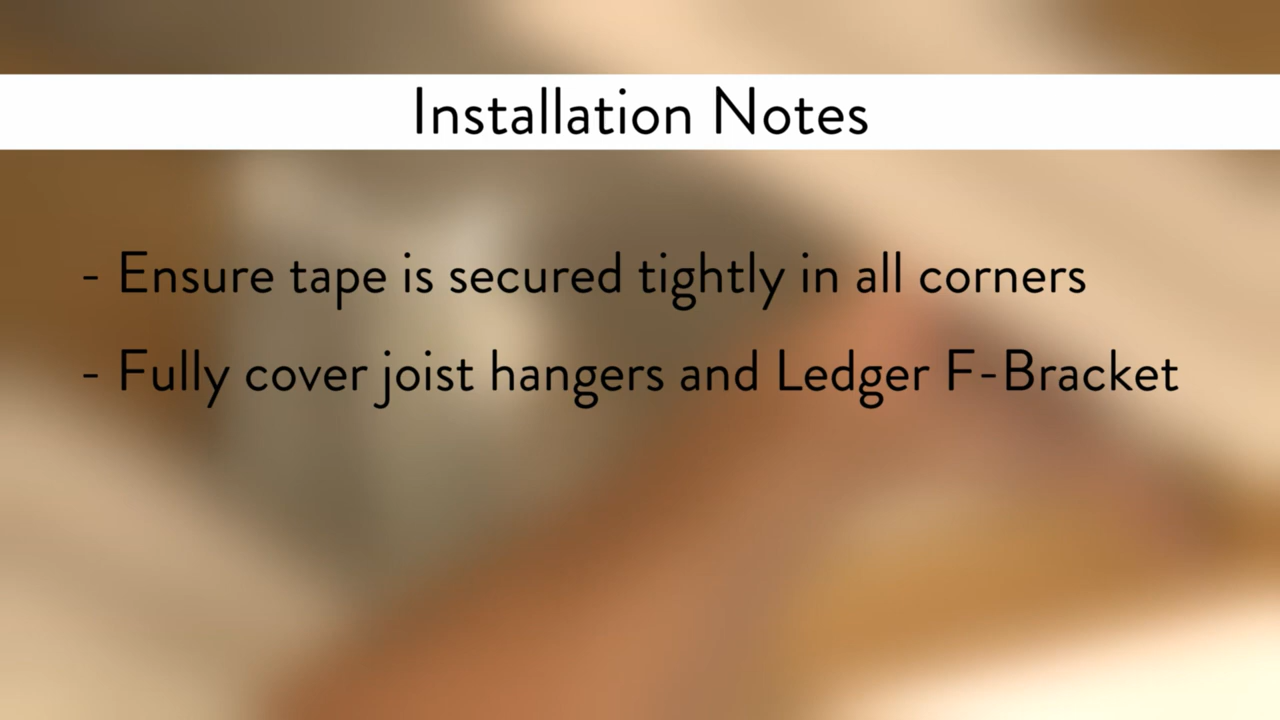 Installation Notes
- Ensure tape is secured tightly in all corners
- Fully cover joist hangers and Ledger F-Bracket